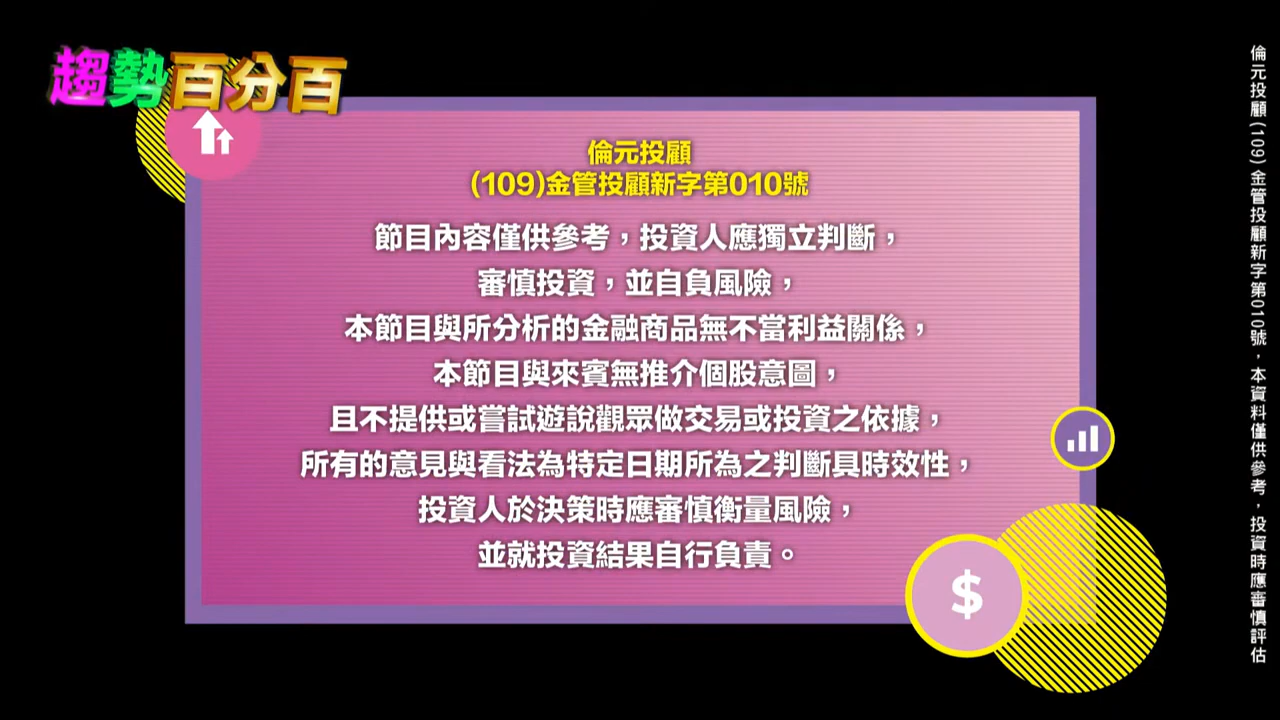 趨勢百分百
倫元投顧
(109)金管投顧新字第010號
節目內容僅供參考，投資人應獨立判斷，
審慎投資，並自負風險，
本節目與所分析的金融商品無不當利益關係，
本節目與來賓無推介個股意圖，
且不提供或嘗試遊說觀眾做交易或投資之依據，
所有的意見與看法為特定日期所為之判斷具時效性，
投資人於決策時應審慎衡量風險，
並就投資結果自行負責。
$
倫元投顧(109)金管投顧新字第010號，本資料僅供參考，投資時應審慎評估